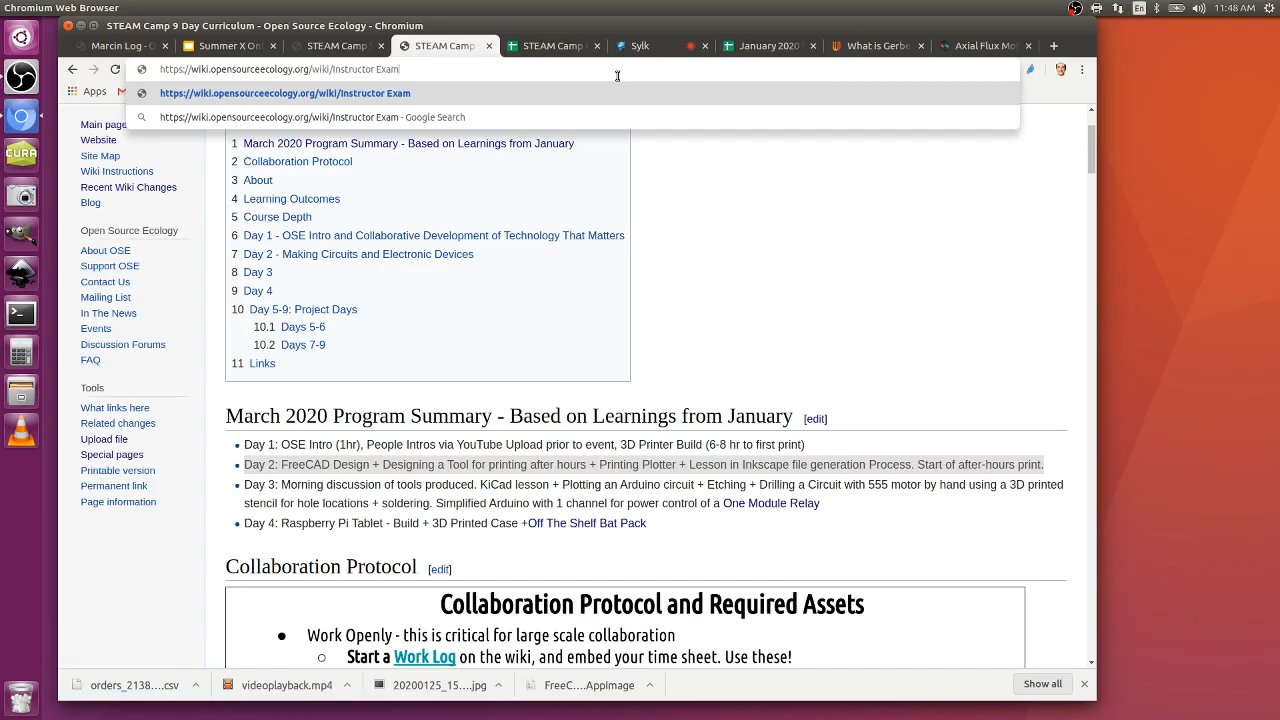 Chromium Web Browser
En
11:48 AM
STEAM Camp 9 Day Curriculum - Open Source Ecology - Chromium
Marcin Log - O
Summer X Onl
STEAM Camp
STEAM Camp
STEAM Camp
Sylk
January 2020
What is Gerbe
Axial Flux Mo
https://wiki.opensourceecology.org/wiki/Instructor Exam
https://wiki.opensourceecology.org/wiki/Instructor Exam
Apps
https://wiki.opensourceecology.org/wiki/Instructor Exam - Google Search
Main page
Website
Site Map
Wiki Instructions
Recent Wiki Changes
Blog
Open Source Ecology
About OSE
Support OSE
Contact Us
Mailing List
In The News
Events
Discussion Forums
FAQ
Tools
What links here
Related changes
Upload file
Special pages
Printable version
Permanent link
Page information
1 March 2020 Program Summary - Based on Learnings from January
2 Collaboration Protocol
3 About
4 Learning Outcomes
5 Course Depth
6 Day 1 - OSE Intro and Collaborative Development of Technology That Matters
7 Day 2 - Making Circuits and Electronic Devices
8 Day 3
9 Day 4
10 Day 5-9: Project Days
10.1 Days 5-6
10.2 Days 7-9
11 Links
March 2020 Program Summary - Based on Learnings from January [edit]
Day 1: OSE Intro (1hr), People Intros via YouTube Upload prior to event, 3D Printer Build (6-8 hr to first print)
Day 2: FreeCAD Design + Designing a Tool for printing after hours + Printing Plotter + Lesson in Inkscape file generation Process. Start of after-hours print.
Day 3: Morning discussion of tools produced. KiCad lesson + Plotting an Arduino circuit + Etching + Drilling a Circuit with 555 motor by hand using a 3D printed
stencil for hole locations + soldering. Simplified Arduino with 1 channel for power control of a One Module Relay
Day 4: Raspberry Pi Tablet - Build + 3D Printed Case +Off The Shelf Bat Pack
Collaboration Protocol [edit]
Collaboration Protocol and Required Assets
Work Openly - this is critical for large scale collaboration
Start a Work Log on the wiki, and embed your time sheet. Use these!
orders_2138....csv
videoplayback.mp4
20200125_15....jpg
FreeC....AppImage
Show all
CURA